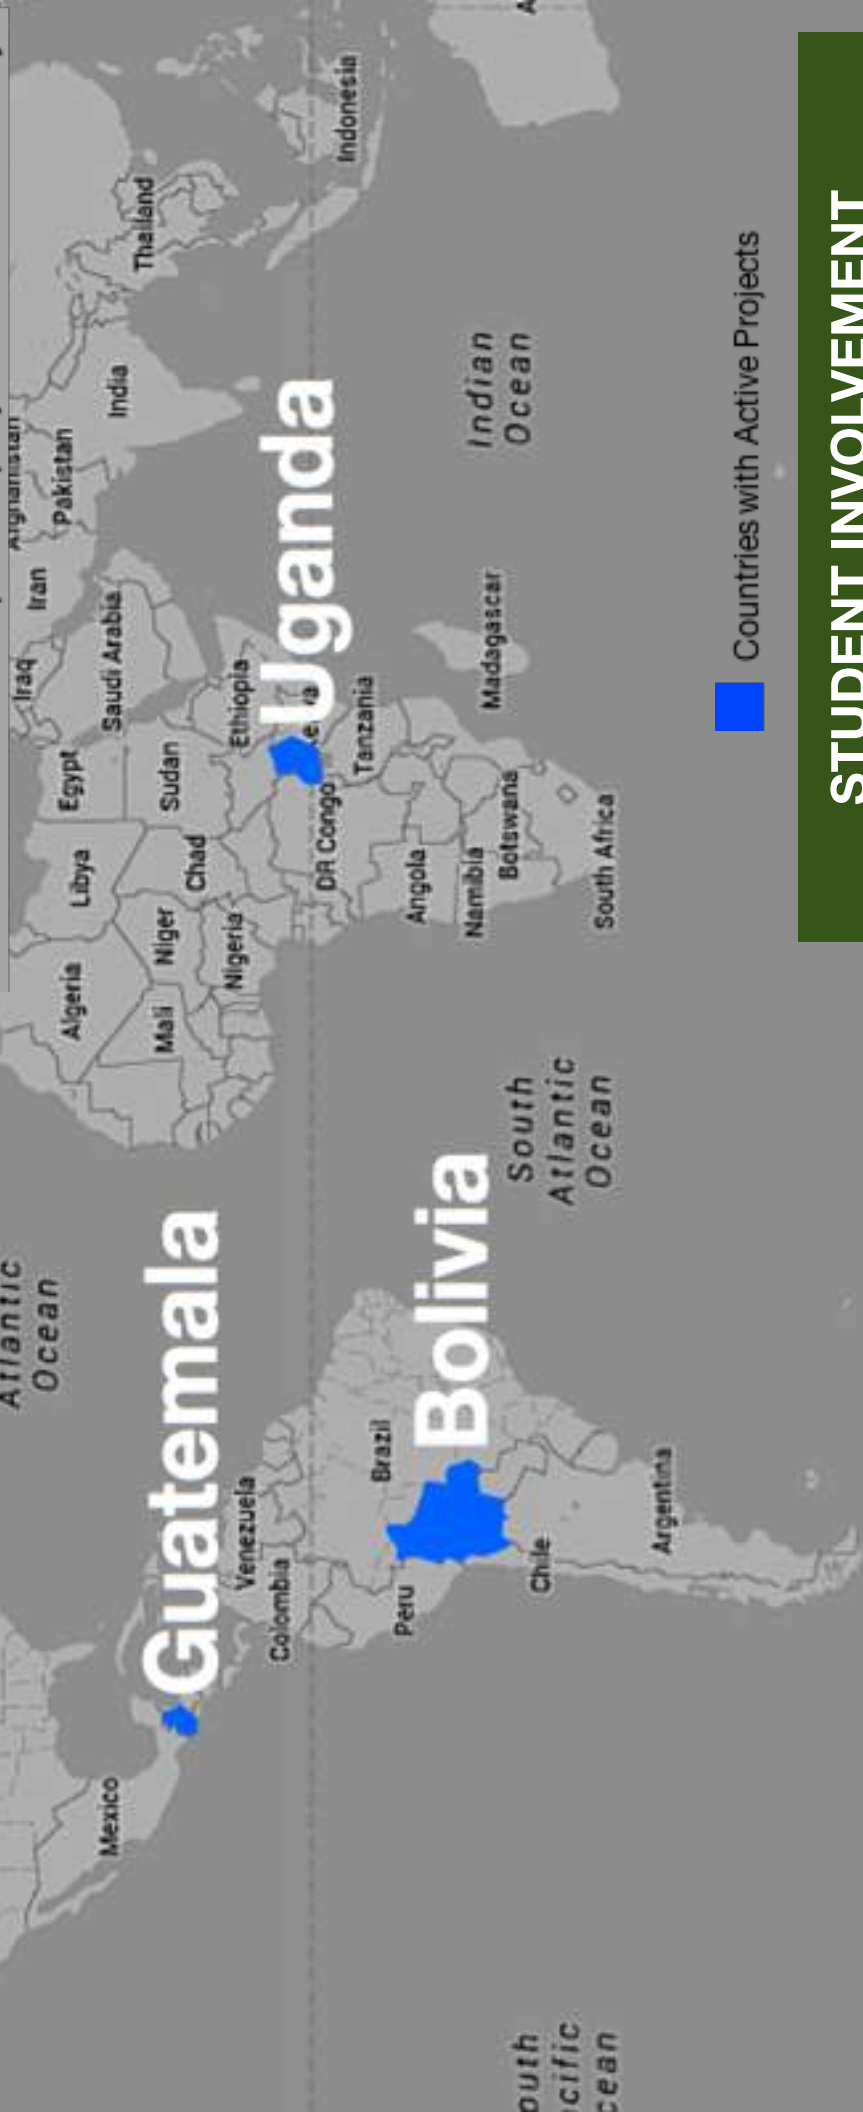 Atlantic
Ocean
Mexico
Guatemala
Venezuela
Colombia
Brazil
Peru
Bolivia
Chile
Argentina
South
Atlantic
Ocean
Algeria
Libya
Egypt
Mali
Niger
Chad
Sudan
Nigeria
Ethiopia
Uganda
DR Congo
Tanzania
Angola
Namibia
Botswana
South Africa
Madagascar
Iraq
Iran
Saudi Arabia
Afghanistan
Pakistan
India
Thailand
Indonesia
Indian
Ocean
Countries with Active Projects
STUDENT INVOLVEMENT